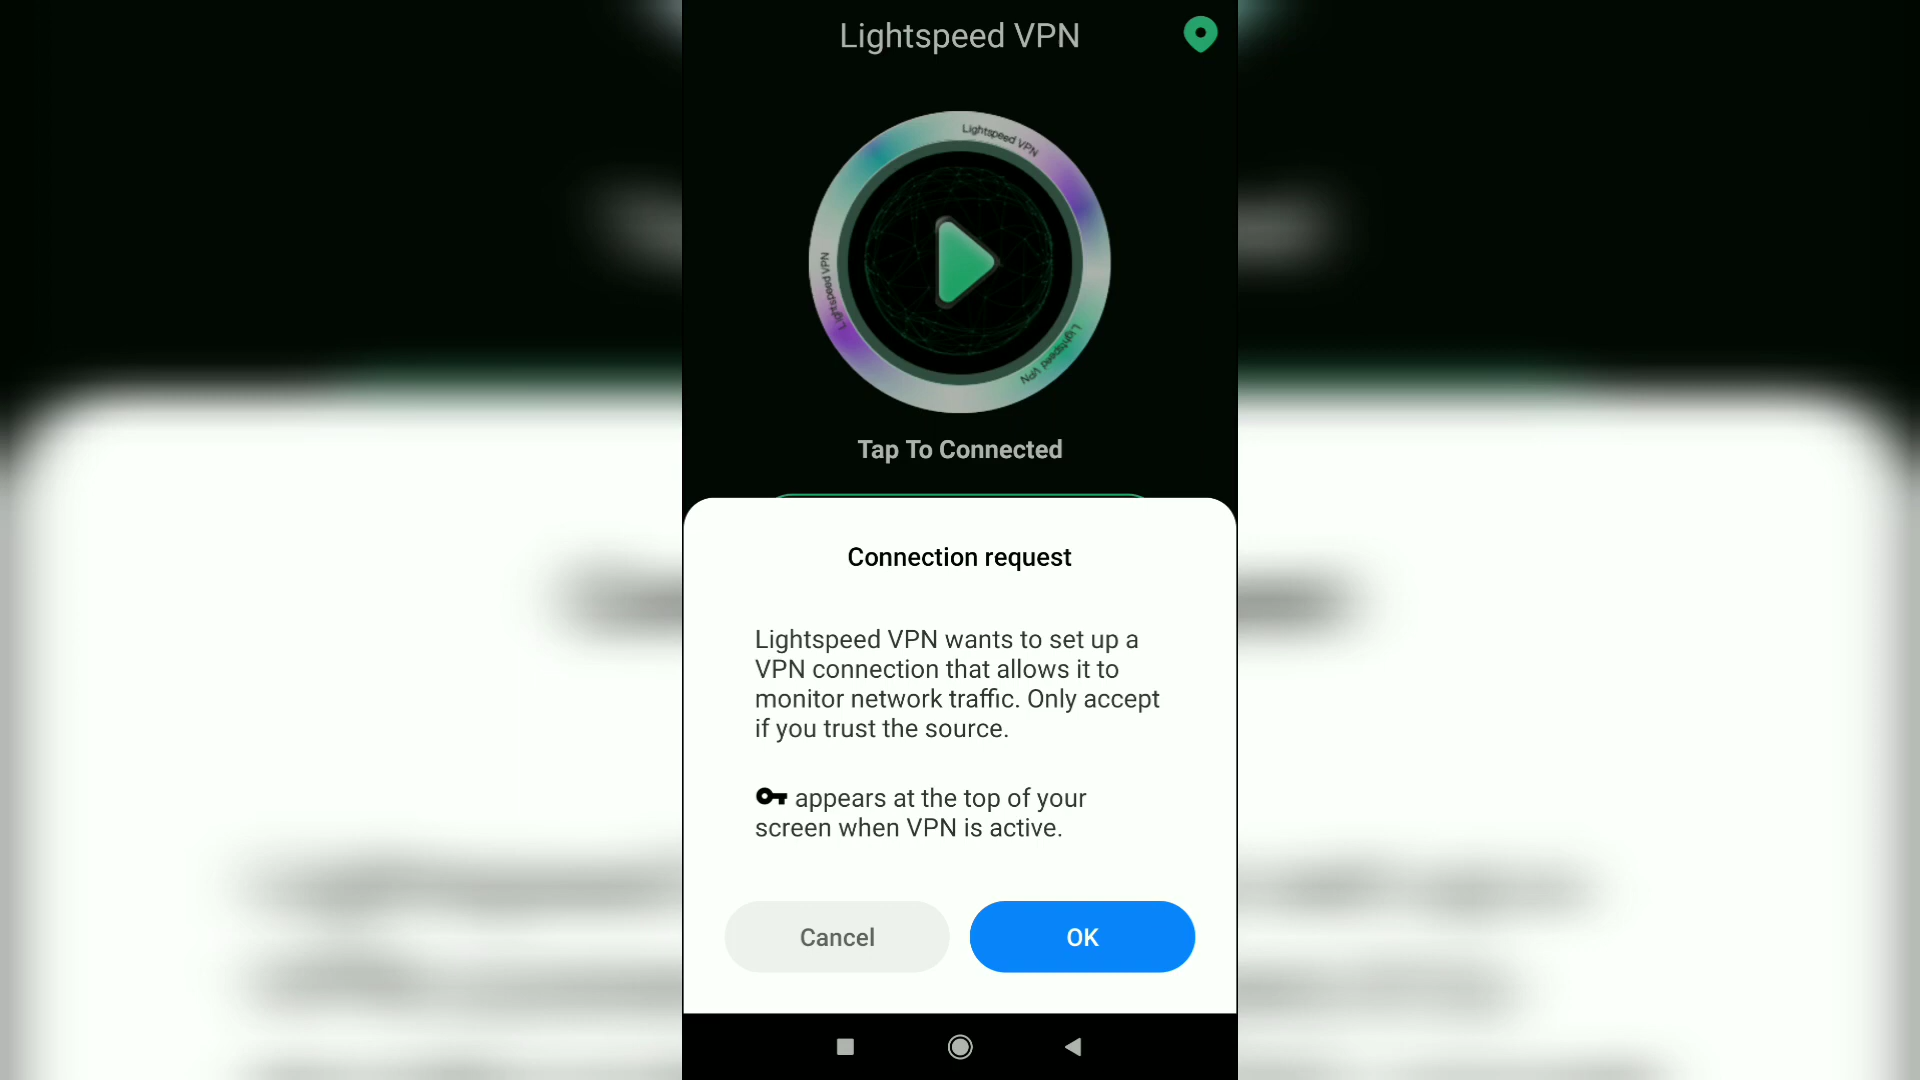 Lightspeed VPN
Lightspeed VPN
Lightspeed VPN
Lightspeed VPN
Tap To Connected
Connection request
Lightspeed VPN wants to set up a
VPN connection that allows it to
monitor network traffic. Only accept
if you trust the source.
appears at the top of your
screen when VPN is active.
Cancel
OK